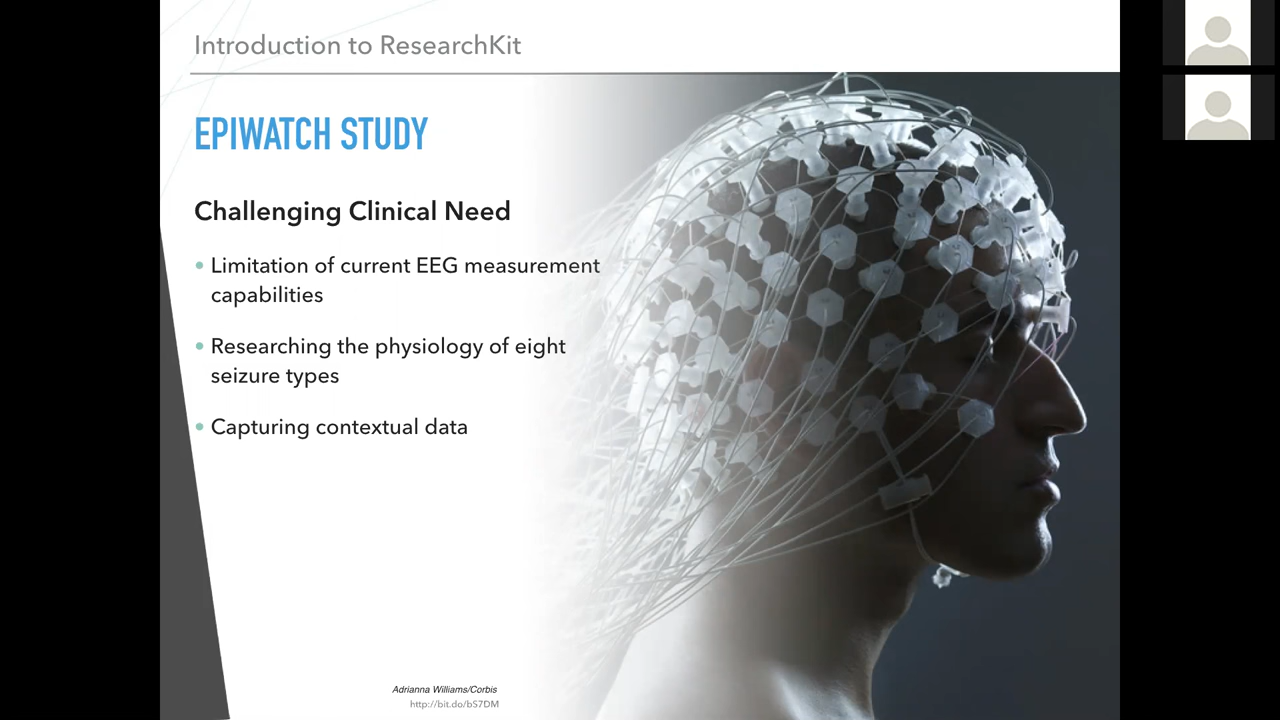 Introduction to ResearchKit
EPIWATCH STUDY
Challenging Clinical Need
• Limitation of current EEG measurement
capabilities
• Researching the physiology of eight
seizure types
• Capturing contextual data
Adrianna Williams/Corbis
http://bit.do/bS7DM